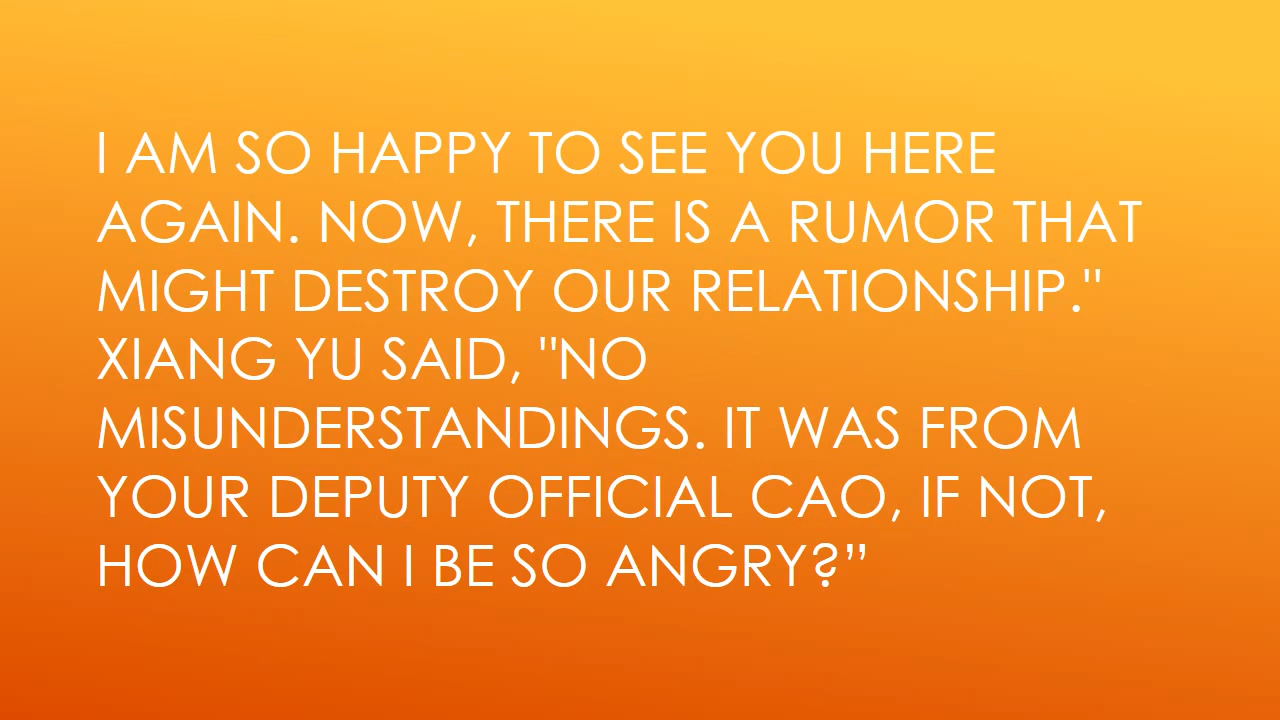 I AM SO HAPPY TO SEE YOU HERE
AGAIN. NOW, THERE IS A RUMOR THAT
MIGHT DESTROY OUR RELATIONSHIP."
XIANG YU SAID, "NO
MISUNDERSTANDINGS. IT WAS FROM
YOUR DEPUTY OFFICIAL CAO, IF NOT,
HOW CAN I BE SO ANGRY?”